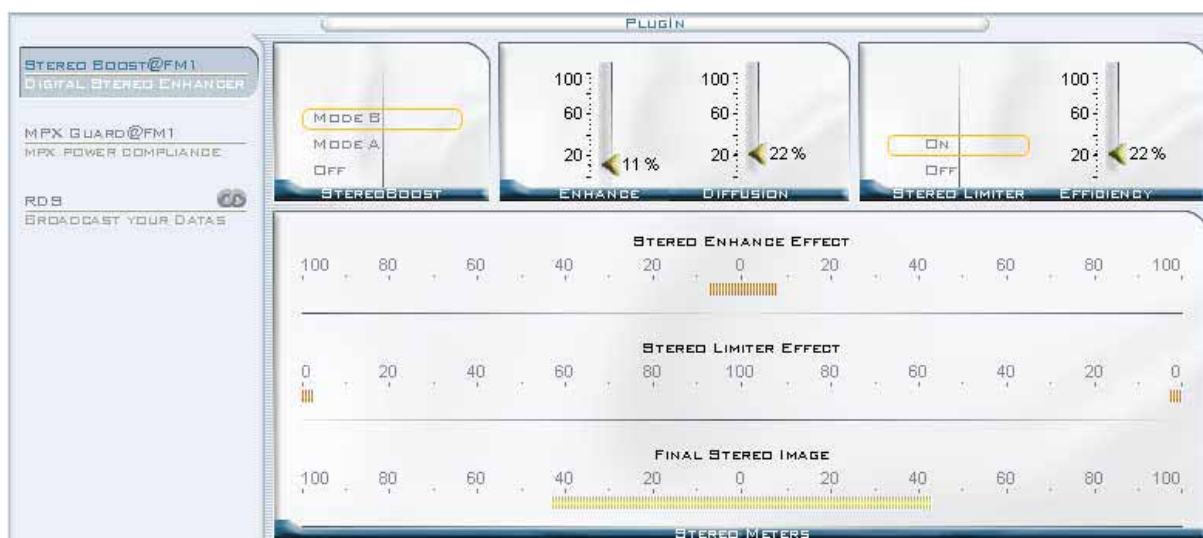 PlugIn
Stereo Boost@FM1
Digital Stereo Enhancer
MPX Guard@FM1
MPX power compliance
RDS
Broadcast your Datas
Mode B
Mode A
Off
StereoBoost
100
60
20
11 %
Enhance
100
60
20
22 %
Diffusion
On
Off
Stereo Limiter
100
60
20
22 %
Efficiency
Stereo Enhance Effect
100 80 60 40 20 0 20 40 60 80 100
Stereo Limiter Effect
0 20 40 60 80 100 80 60 40 20 0
Final Stereo Image
100 80 60 40 20 0 20 40 60 80 100
Stereo Meters